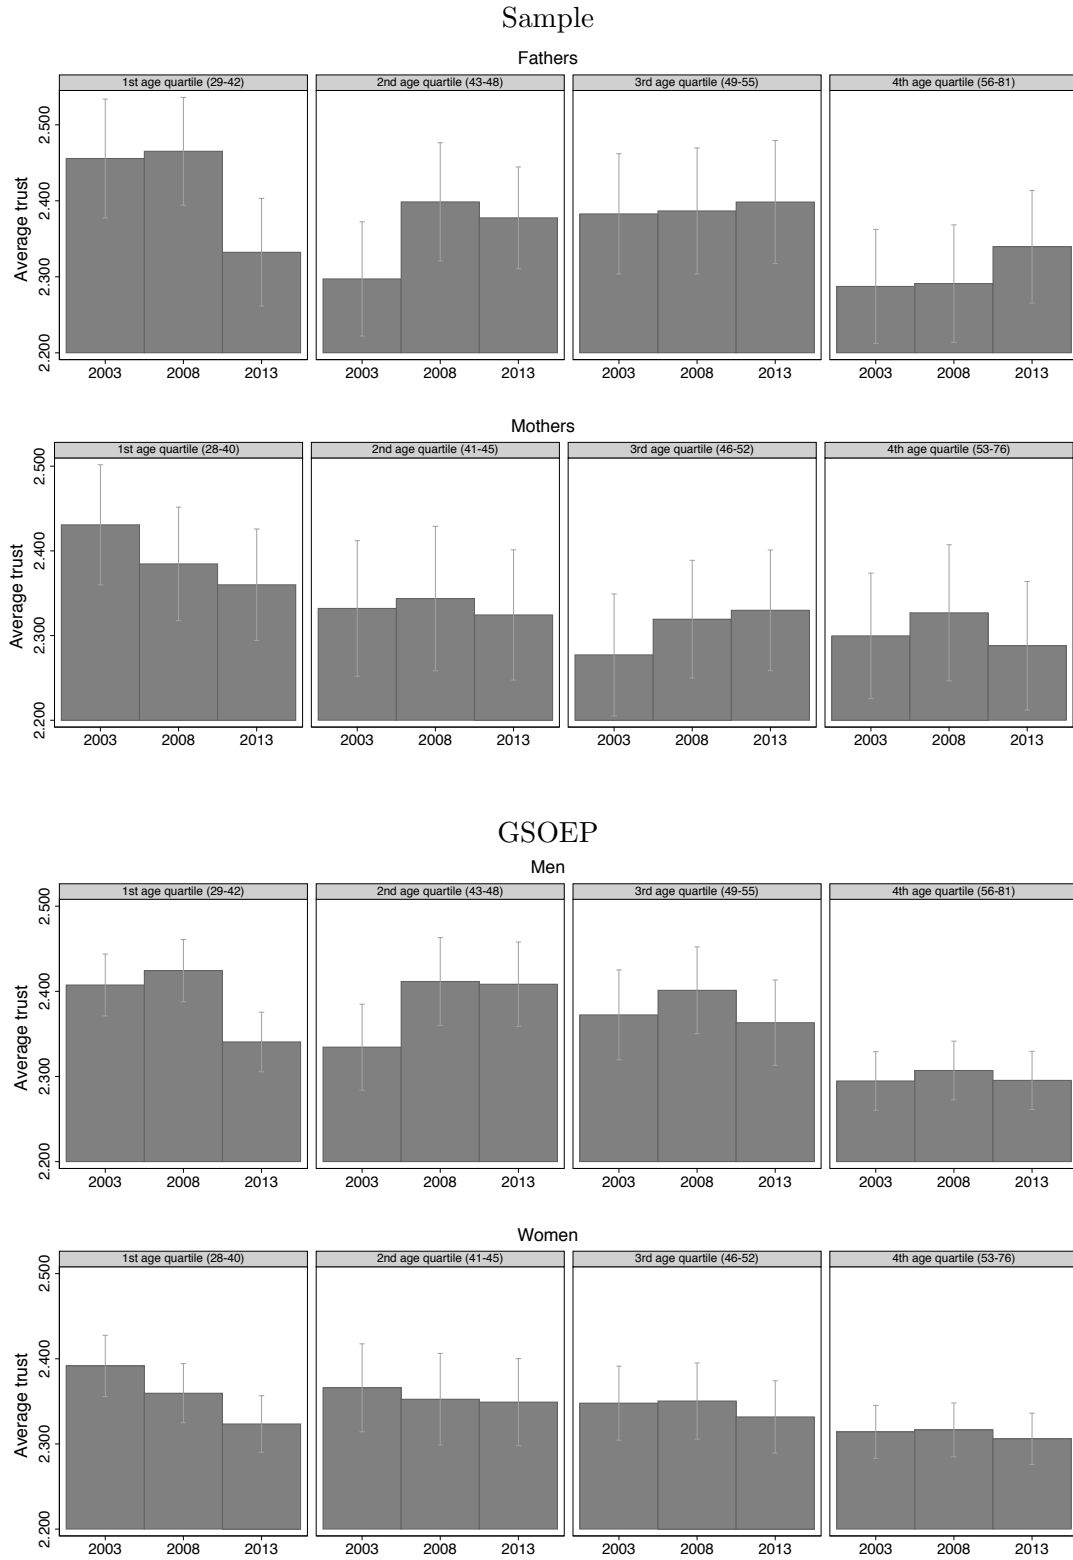 Sample
Fathers
1st age quartile (29-42) 2nd age quartile (43-48) 3rd age quartile (49-55) 4th age quartile (56-81)
Average trust
2.500
2.400
2.300
2.200
2003 2008 2013 2003 2008 2013 2003 2008 2013 2003 2008 2013
Mothers
1st age quartile (28-40) 2nd age quartile (41-45) 3rd age quartile (46-52) 4th age quartile (53-76)
Average trust
2.500
2.400
2.300
2.200
2003 2008 2013 2003 2008 2013 2003 2008 2013 2003 2008 2013
GSOEP
Men
1st age quartile (29-42) 2nd age quartile (43-48) 3rd age quartile (49-55) 4th age quartile (56-81)
Average trust
2.500
2.400
2.300
2.200
2003 2008 2013 2003 2008 2013 2003 2008 2013 2003 2008 2013
Women
1st age quartile (28-40) 2nd age quartile (41-45) 3rd age quartile (46-52) 4th age quartile (53-76)
Average trust
2.500
2.400
2.300
2.200
2003 2008 2013 2003 2008 2013 2003 2008 2013 2003 2008 2013